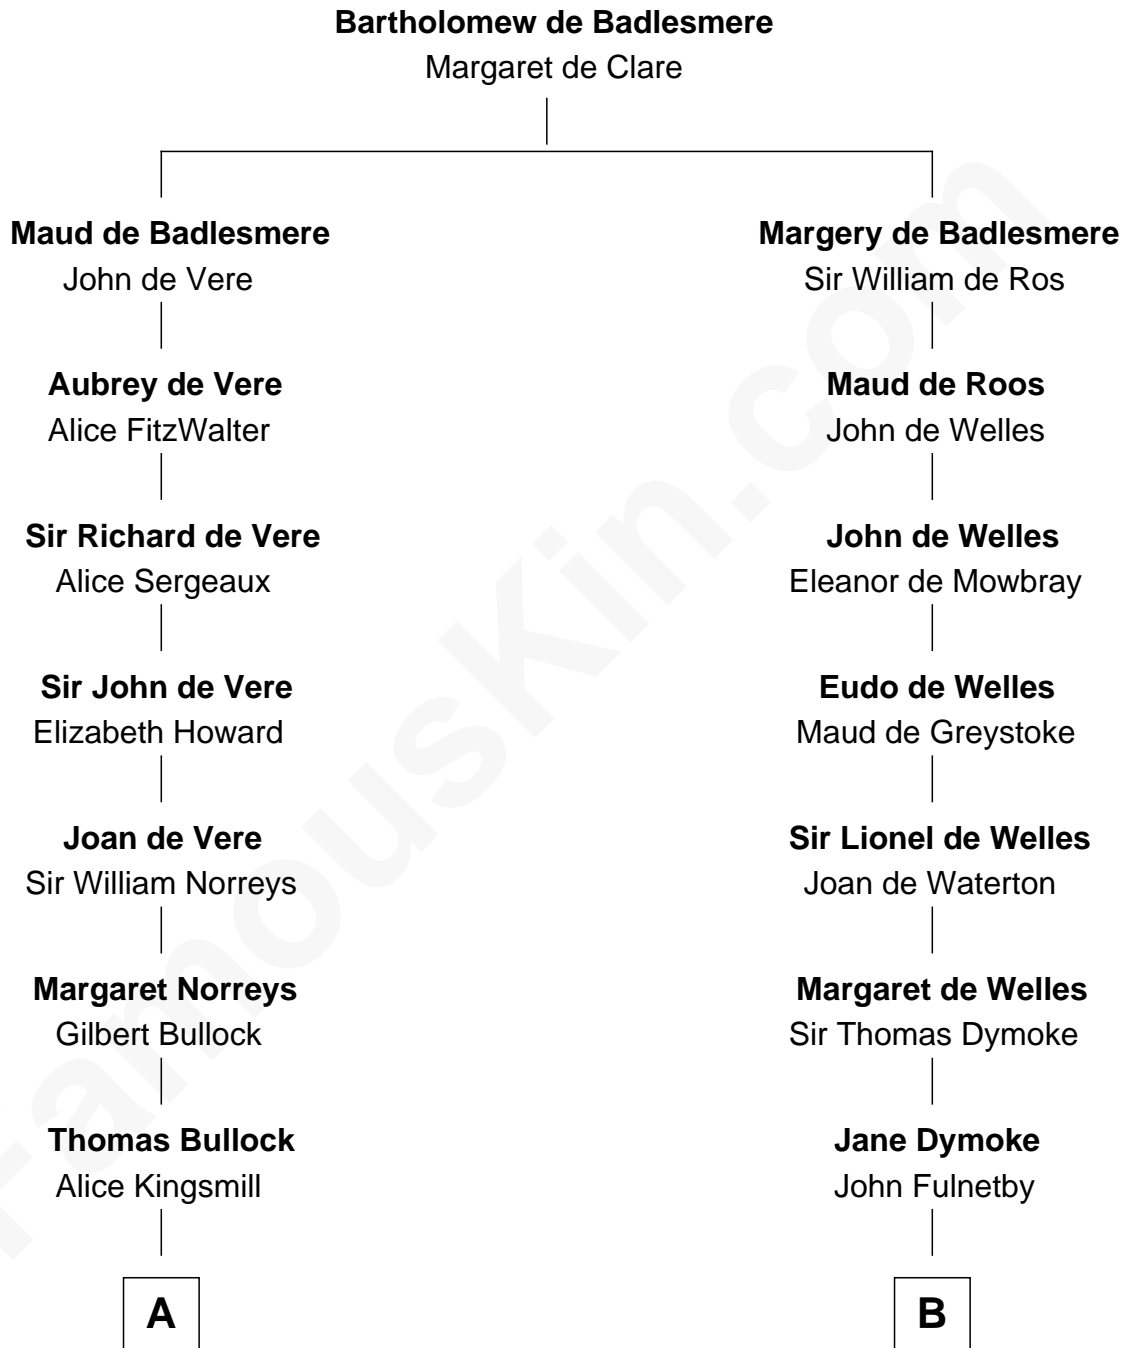 Bartholomew de Badlesmere
Margaret de Clare
Maud de Badlesmere
John de Vere
Margery de Badlesmere
Sir William de Ros
Aubrey de Vere
Alice FitzWalter
Maud de Roos
John de Welles
Sir Richard de Vere
Alice Sergeaux
John de Welles
Eleanor de Mowbray
Sir John de Vere
Elizabeth Howard
Eudo de Welles
Maud de Greystoke
Joan de Vere
Sir William Norreys
Sir Lionel de Welles
Joan de Waterton
Margaret Norreys
Gilbert Bullock
Margaret de Welles
Sir Thomas Dymoke
Thomas Bullock
Alice Kingsmill
Jane Dymoke
John Fulnetby
A
B
FamousKin.com